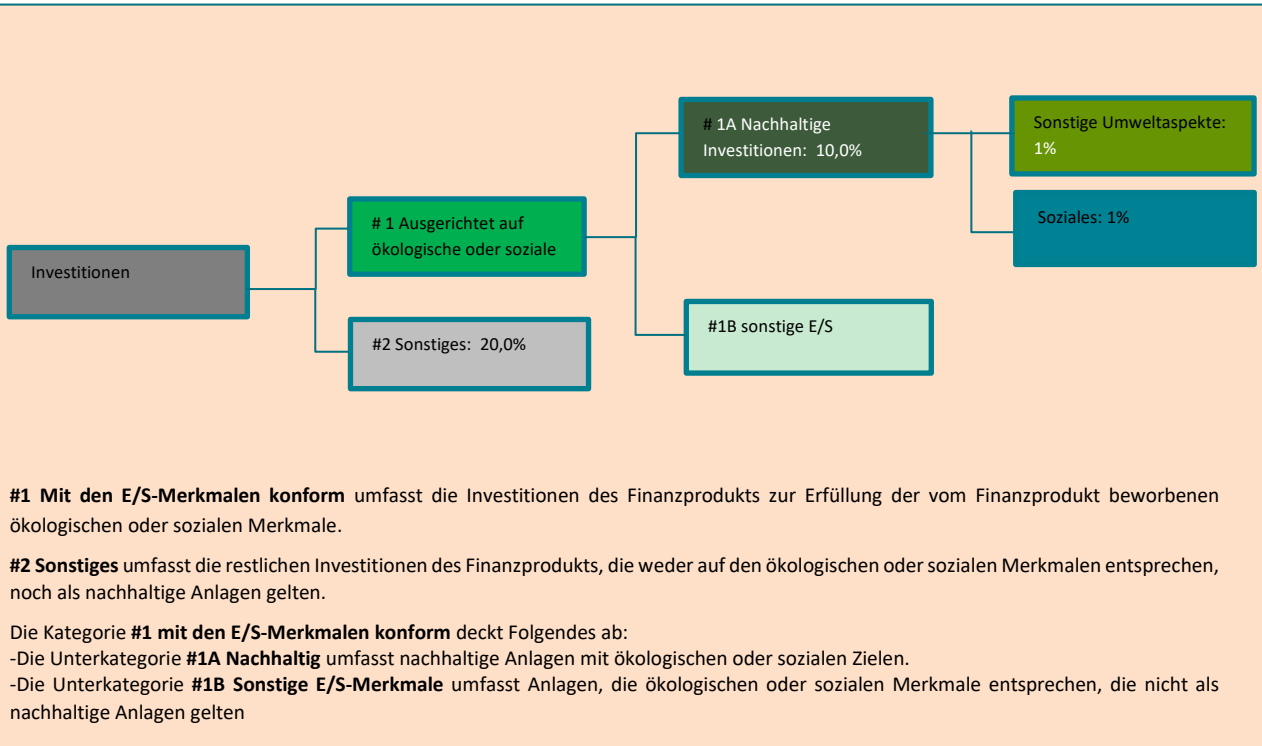 # 1A Nachhaltige
Investitionen: 10,0%
Sonstige Umweltaspekte:
1%
# 1 Ausgerichtet auf
ökologische oder soziale
Soziales: 1%
Investitionen
#2 Sonstiges: 20,0%
#1B sonstige E/S
#1 Mit den E/S-Merkmalen konform umfasst die Investitionen des Finanzprodukts zur Erfüllung der vom Finanzprodukt beworbenen
ökologischen oder sozialen Merkmale.
#2 Sonstiges umfasst die restlichen Investitionen des Finanzprodukts, die weder auf den ökologischen oder sozialen Merkmalen entsprechen,
noch als nachhaltige Anlagen gelten.
Die Kategorie #1 mit den E/S-Merkmalen konform deckt Folgendes ab:
-Die Unterkategorie #1A Nachhaltig umfasst nachhaltige Anlagen mit ökologischen oder sozialen Zielen.
-Die Unterkategorie #1B Sonstige E/S-Merkmale umfasst Anlagen, die ökologischen oder sozialen Merkmale entsprechen, die nicht als
nachhaltige Anlagen gelten